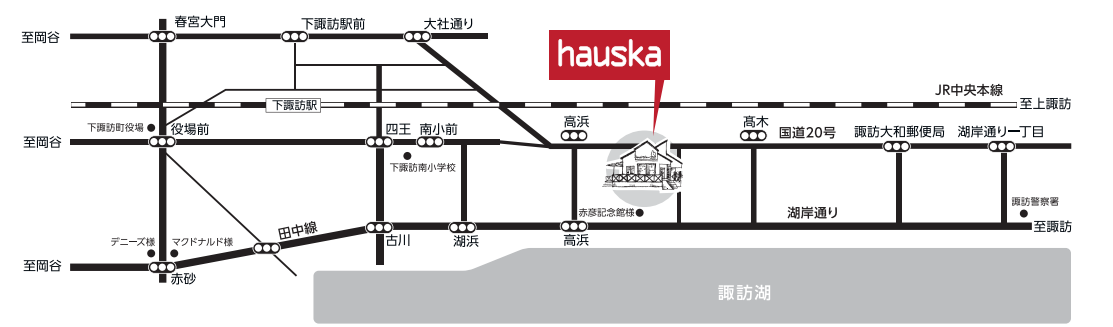 春宮大門
下諏訪駅前
大社通り
至岡谷
hauska
JR中央本線
至上諏訪
下諏訪駅
下諏訪町役場
役場前
四王
南小前
高浜
髙木
国道20号
諏訪大和郵便局
湖岸通り一丁目
至岡谷
下諏訪南小学校
諏訪警察署
赤彦記念館様
湖岸通り
至諏訪
田中線
古川
湖浜
高浜
デニーズ様
マクドナルド様
至岡谷
赤砂
諏訪湖